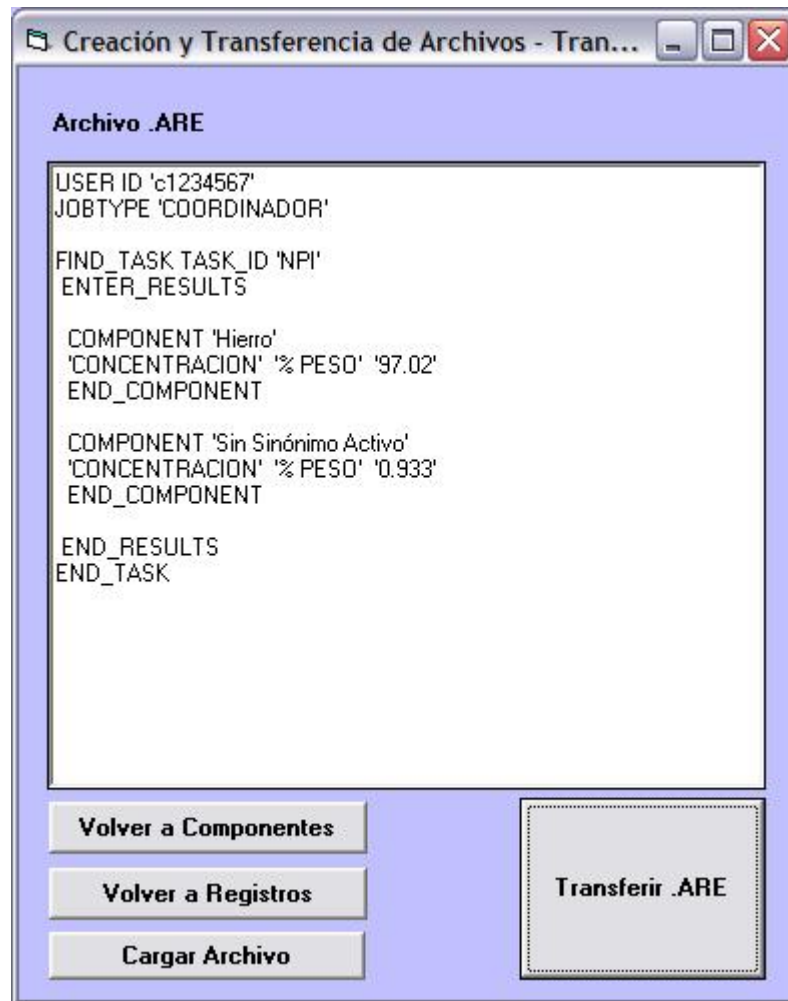 Creación y Transferencia de Archivos - Tran...
Archivo .ARE
USER ID 'c1234567'
JOBTYPE 'COORDINADOR'
FIND_TASK TASK_ID 'NPI'
ENTER_RESULTS
COMPONENT 'Hierro'
'CONCENTRACION' '% PESO' '97.02'
END_COMPONENT
COMPONENT 'Sin Sinónimo Activo'
'CONCENTRACION' '% PESO' '0.933'
END_COMPONENT
END_RESULTS
END_TASK
Volver a Componentes
Volver a Registros
Cargar Archivo
Transferir .ARE